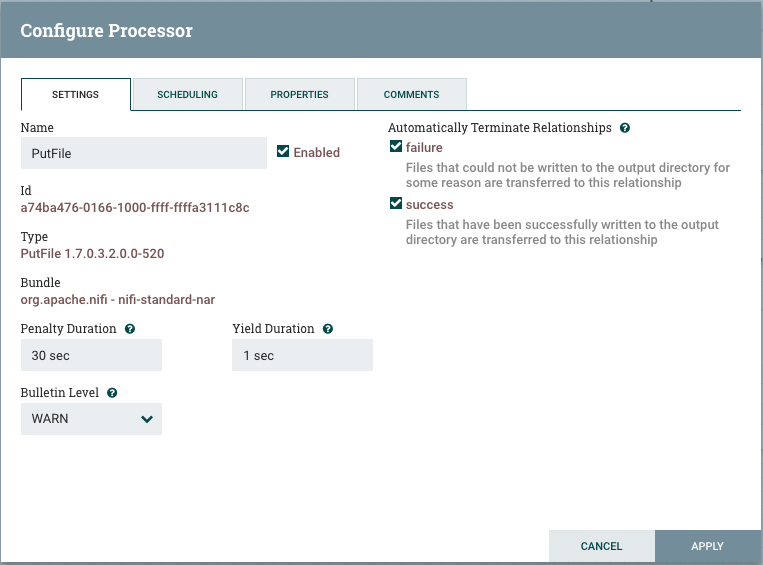 Configure Processor
SETTINGS
SCHEDULING
PROPERTIES
COMMENTS
Name
PutFile
Enabled
Id
a74ba476-0166-1000-ffff-ffffa3111c8c
Type
PutFile 1.7.0.3.2.0.0-520
Bundle
org.apache.nifi - nifi-standard-nar
Penalty Duration
Yield Duration
30 sec
1 sec
Bulletin Level
WARN
Automatically Terminate Relationships
failure
Files that could not be written to the output directory for
some reason are transferred to this relationship
success
Files that have been successfully written to the output
directory are transferred to this relationship
CANCEL
APPLY